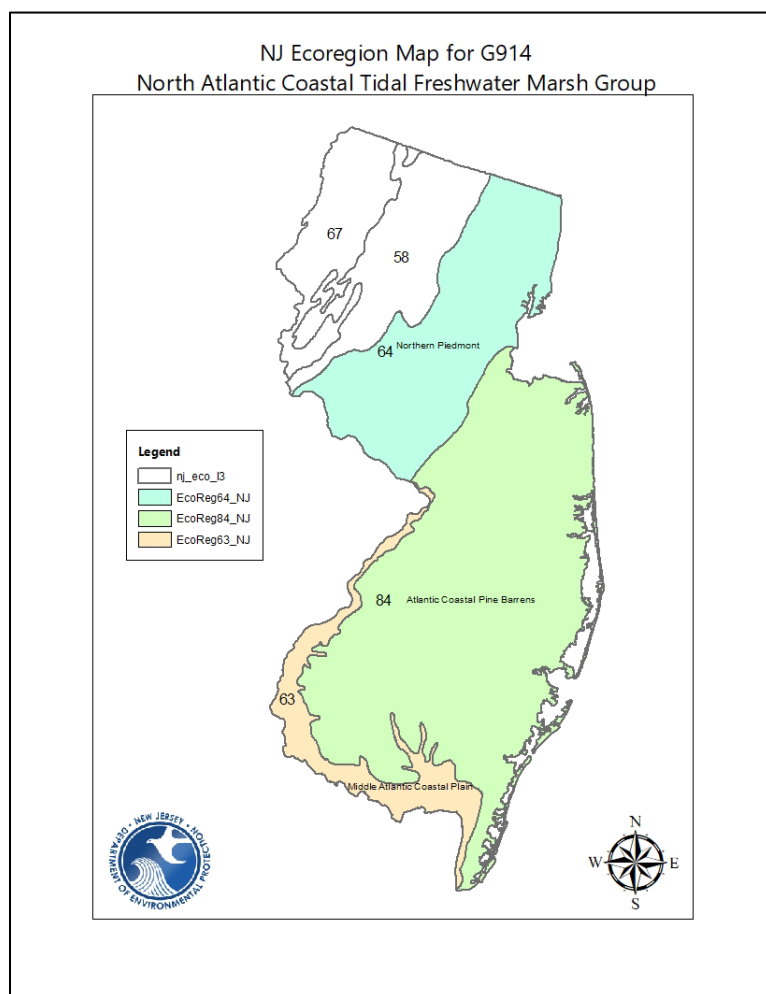 NJ Ecoregion Map for G914
North Atlantic Coastal Tidal Freshwater Marsh Group
67
58
64 Northern Piedmont
Legend
nj_eco_l3
EcoReg64_NJ
EcoReg84_NJ
EcoReg63_NJ
84 Atlantic Coastal Pine Barrens
63
Middle Atlantic Coastal Plain
NEW JERSEY
DEPARTMENT OF ENVIRONMENTAL PROTECTION
N
W E
S